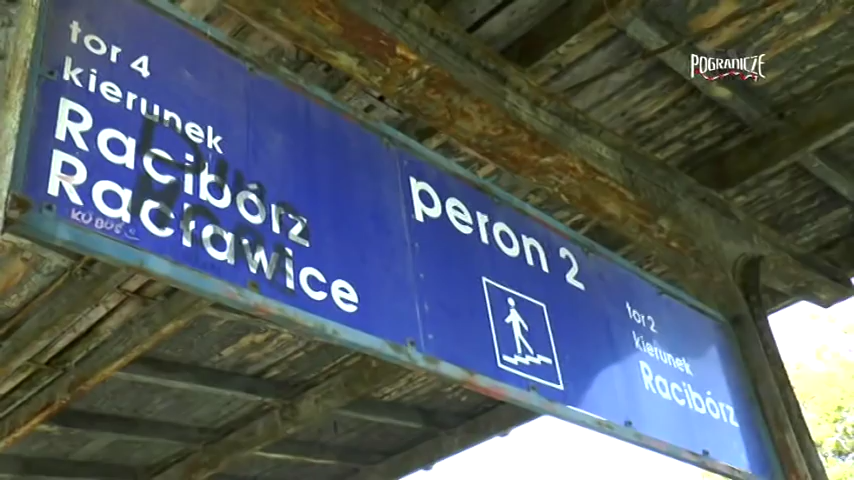 POGRANICZE
tor 4
kierunek
Racibórz
Racławice
peron 2
tor 2
kierunek
Racibórz